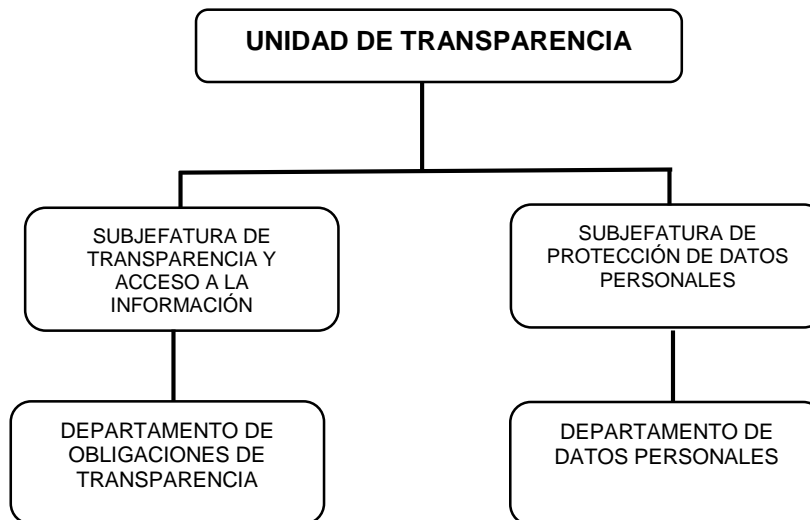 UNIDAD DE TRANSPARENCIA
SUBJEFATURA DE
TRANSPARENCIA Y
ACCESO A LA
INFORMACIÓN
SUBJEFATURA DE
PROTECCIÓN DE DATOS
PERSONALES
DEPARTAMENTO DE
OBLIGACIONES DE
TRANSPARENCIA
DEPARTAMENTO DE
DATOS PERSONALES